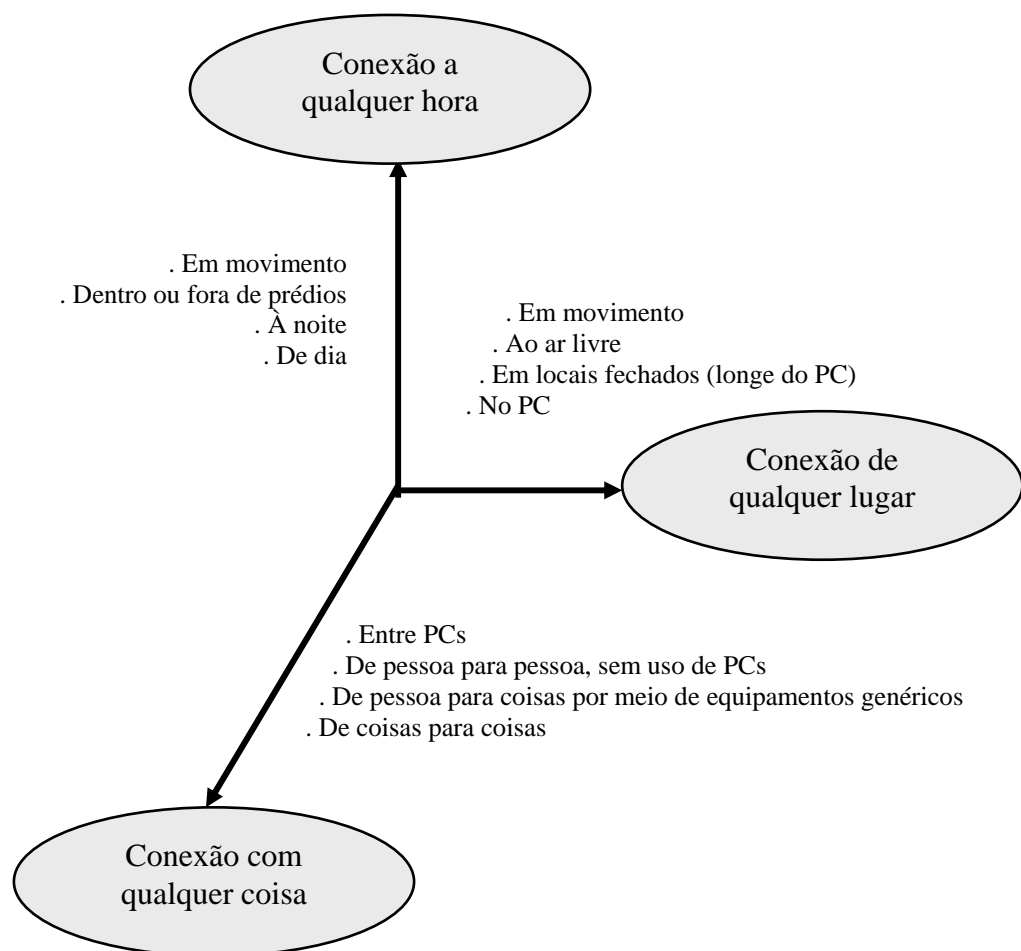 Conexão a
qualquer hora
. Em movimento
. Dentro ou fora de prédios
. À noite
. De dia
. Em movimento
. Ao ar livre
. Em locais fechados (longe do PC)
. No PC
Conexão de
qualquer lugar
. Entre PCs
. De pessoa para pessoa, sem uso de PCs
. De pessoa para coisas por meio de equipamentos genéricos
. De coisas para coisas
Conexão com
qualquer coisa